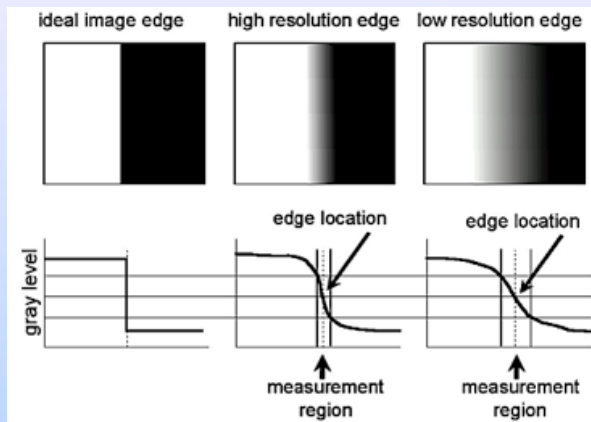 ideal image edge
high resolution edge
low resolution edge
edge location
edge location
gray level
measurement
region
measurement
region